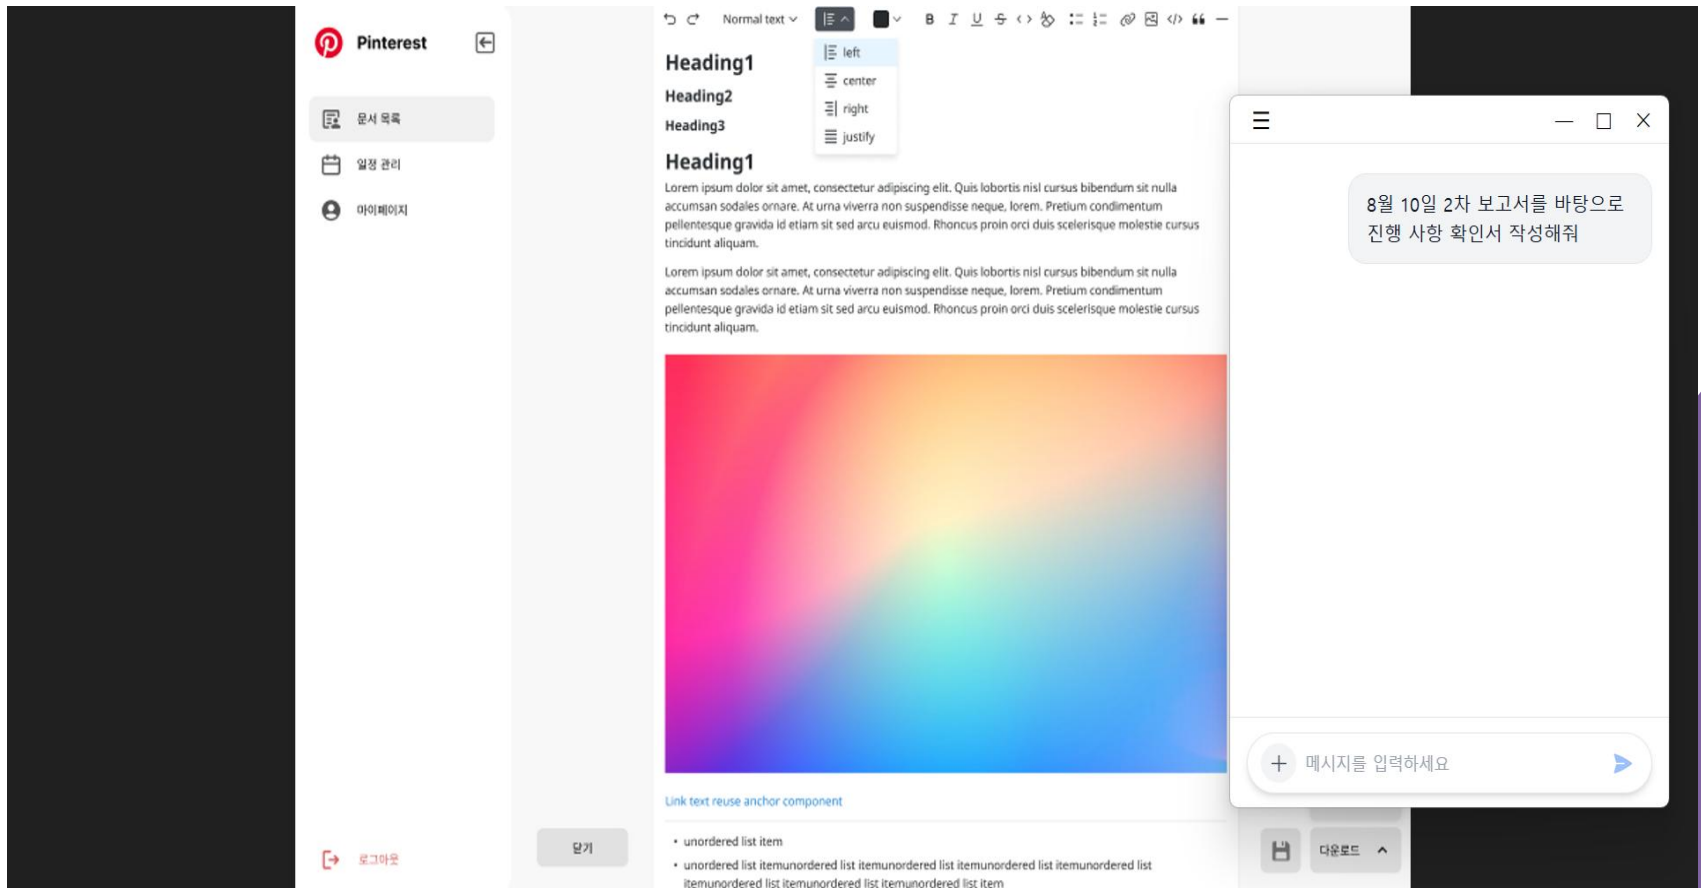 Pinterest
문서 목록
일정 관리
마이페이지
로그아웃
닫기
Normal text
B I U S
left
center
right
justify
Heading1
Heading2
Heading3
Heading1
Lorem ipsum dolor sit amet, consectetur adipiscing elit. Quis lobortis nisl cursus bibendum sit nulla
accumsan sodales ornare. At urna viverra non suspendisse neque, lorem. Pretium condimentum
pellentesque gravida id etiam sit sed arcu euismod. Rhoncus proin orci duis scelerisque molestie cursus
tincidunt aliquam.
Lorem ipsum dolor sit amet, consectetur adipiscing elit. Quis lobortis nisl cursus bibendum sit nulla
accumsan sodales ornare. At urna viverra non suspendisse neque, lorem. Pretium condimentum
pellentesque gravida id etiam sit sed arcu euismod. Rhoncus proin orci duis scelerisque molestie cursus
tincidunt aliquam.
Link text reuse anchor component
• unordered list item
• unordered list itemunordered list itemunordered list itemunordered list itemunordered list
itemunordered list itemunordered list itemunordered list item
다운로드
8월 10일 2차 보고서를 바탕으로
진행 사항 확인서 작성해줘
메시지를 입력하세요